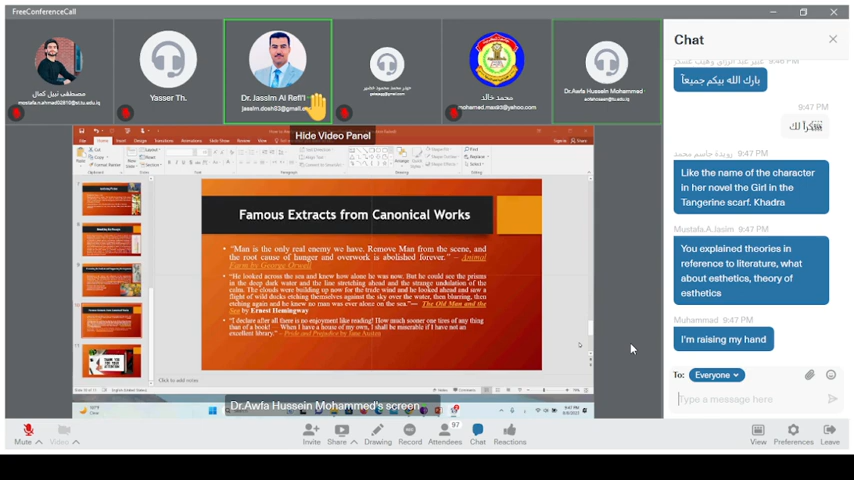 FreeConferenceCall
مصطفى نبيل كمال
Yasser Th.
Dr. Jassim Al Refi'i
محمد خالد
mohamed.max93@yahoo.com
Dr.Awfa Hussein Mohammed
Hide Video Panel
Famous Extracts from Canonical Works
• "Man is the only real enemy we have. Remove Man from the scene, and
the root cause of hunger and overwork is abolished forever." – Animal
Farm by George Orwell
• "He looked across the sea and knew how alone he was now. But he could see the prisms
in the deep dark water and the line stretching ahead and the strange undulation of the
calm. The clouds were building up now for the trade wind and he looked ahead and saw a
flight of wild ducks etching themselves against the sky over the water, then blurring, then
etching again and he knew no man was ever alone on the sea."— The Old Man and the
Sea by Ernest Hemingway
• "I declare after all there is no enjoyment like reading! How much sooner one tires of any thing
than of a book! — When I have a house of my own, I shall be miserable if I have not an
excellent library." – Pride and Prejudice by Jane Austen
Click to add notes
Dr.Awfa Hussein Mohammed's screen
Chat
9:46 PM
بارك الله بيكم جميعاً
9:47 PM
شكراً لك
رويدة جاسم محمد 9:47 PM
Like the name of the character
in her novel the Girl in the
Tangerine scarf. Khadra
Mustafa.A.Jasim 9:47 PM
You explained theories in
reference to literature, what
about esthetics, theory of
esthetics
Muhammad 9:47 PM
I'm raising my hand
To: Everyone
Type a message here
Mute
Video
Invite
Share
Drawing
Record
97
Attendees
Chat
Reactions
View
Preferences
Leave